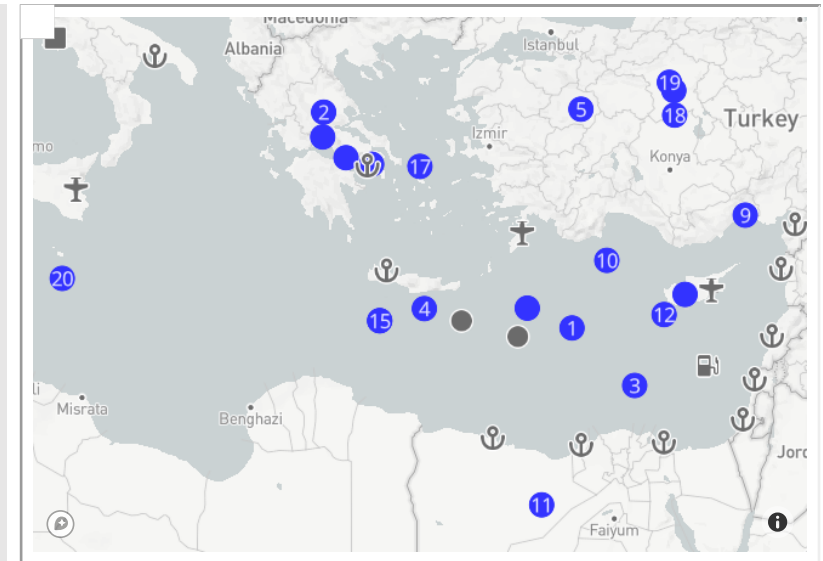 Macedonia
Albania
Istanbul
19
2
5
18
Turkey
Izmir
mo
17
Konya
9
10
20
4
12
15
1
3
li
Misrata
Benghazi
Jord
11
Faiyum
i